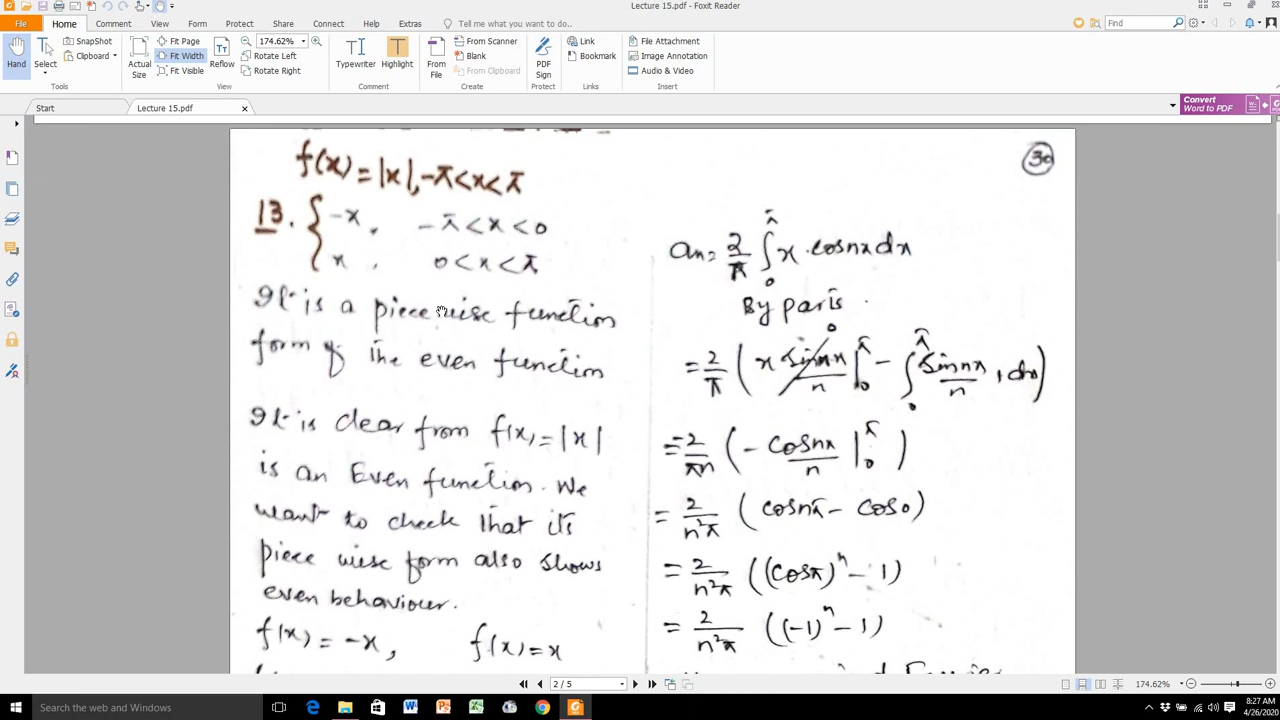 Lecture 15.pdf - Foxit Reader
File Home Comment View Form Protect Share Connect Help Extras Tell me what you want to do... Find
SnapShot
Clipboard
Hand Select
Actual Size
Fit Page
Fit Width
Fit Visible
Reflow
174.62%
Rotate Left
Rotate Right
Typewriter Highlight
From File
From Scanner
Blank
From Clipboard
PDF Sign
Link
Bookmark
File Attachment
Image Annotation
Audio & Video
Tools View Comment Create Protect Links Insert
Start Lecture 15.pdf
Convert
Word to PDF
f(x)=|x|, -π<x<π
30
13. { -x, -π<x<0
x, 0<x<π
It is a piece wise function
form of the even function
It is clear from f(x)=|x|
is an Even function. We
want to check that its
piece wise form also shows
even behaviour.
f(x)=-x, f(x)=x
an= 2/π ∫0^π x.cosnxdx
By parts
= 2/π ( x sinnx/n |0^π - ∫0^π sinnx/n . dx )
= -2/πn ( - cosnx/n |0^π )
= 2/n²π ( cosnπ - cos0 )
= 2/n²π ((cosπ)^n - 1)
= 2/n²π ((-1)^n - 1)
2 / 5
174.62%
Type here to search
8:27 AM
4/26/2020